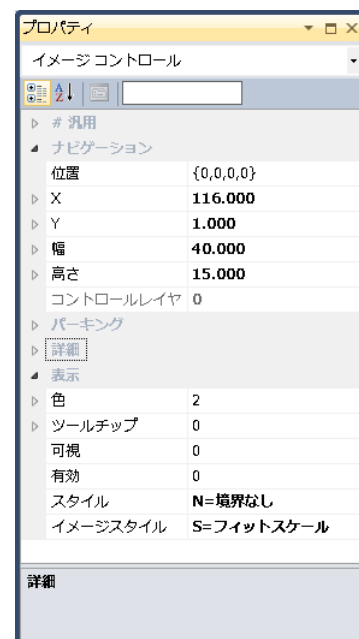 プロパティ
イメージ コントロール
# 汎用
ナビゲーション
位置 {0,0,0,0}
X 116.000
Y 1.000
幅 40.000
高さ 15.000
コントロールレイヤ 0
パーキング
詳細
表示
色 2
ツールチップ 0
可視 0
有効 0
スタイル N=境界なし
イメージスタイル S=フィットスケール
詳細